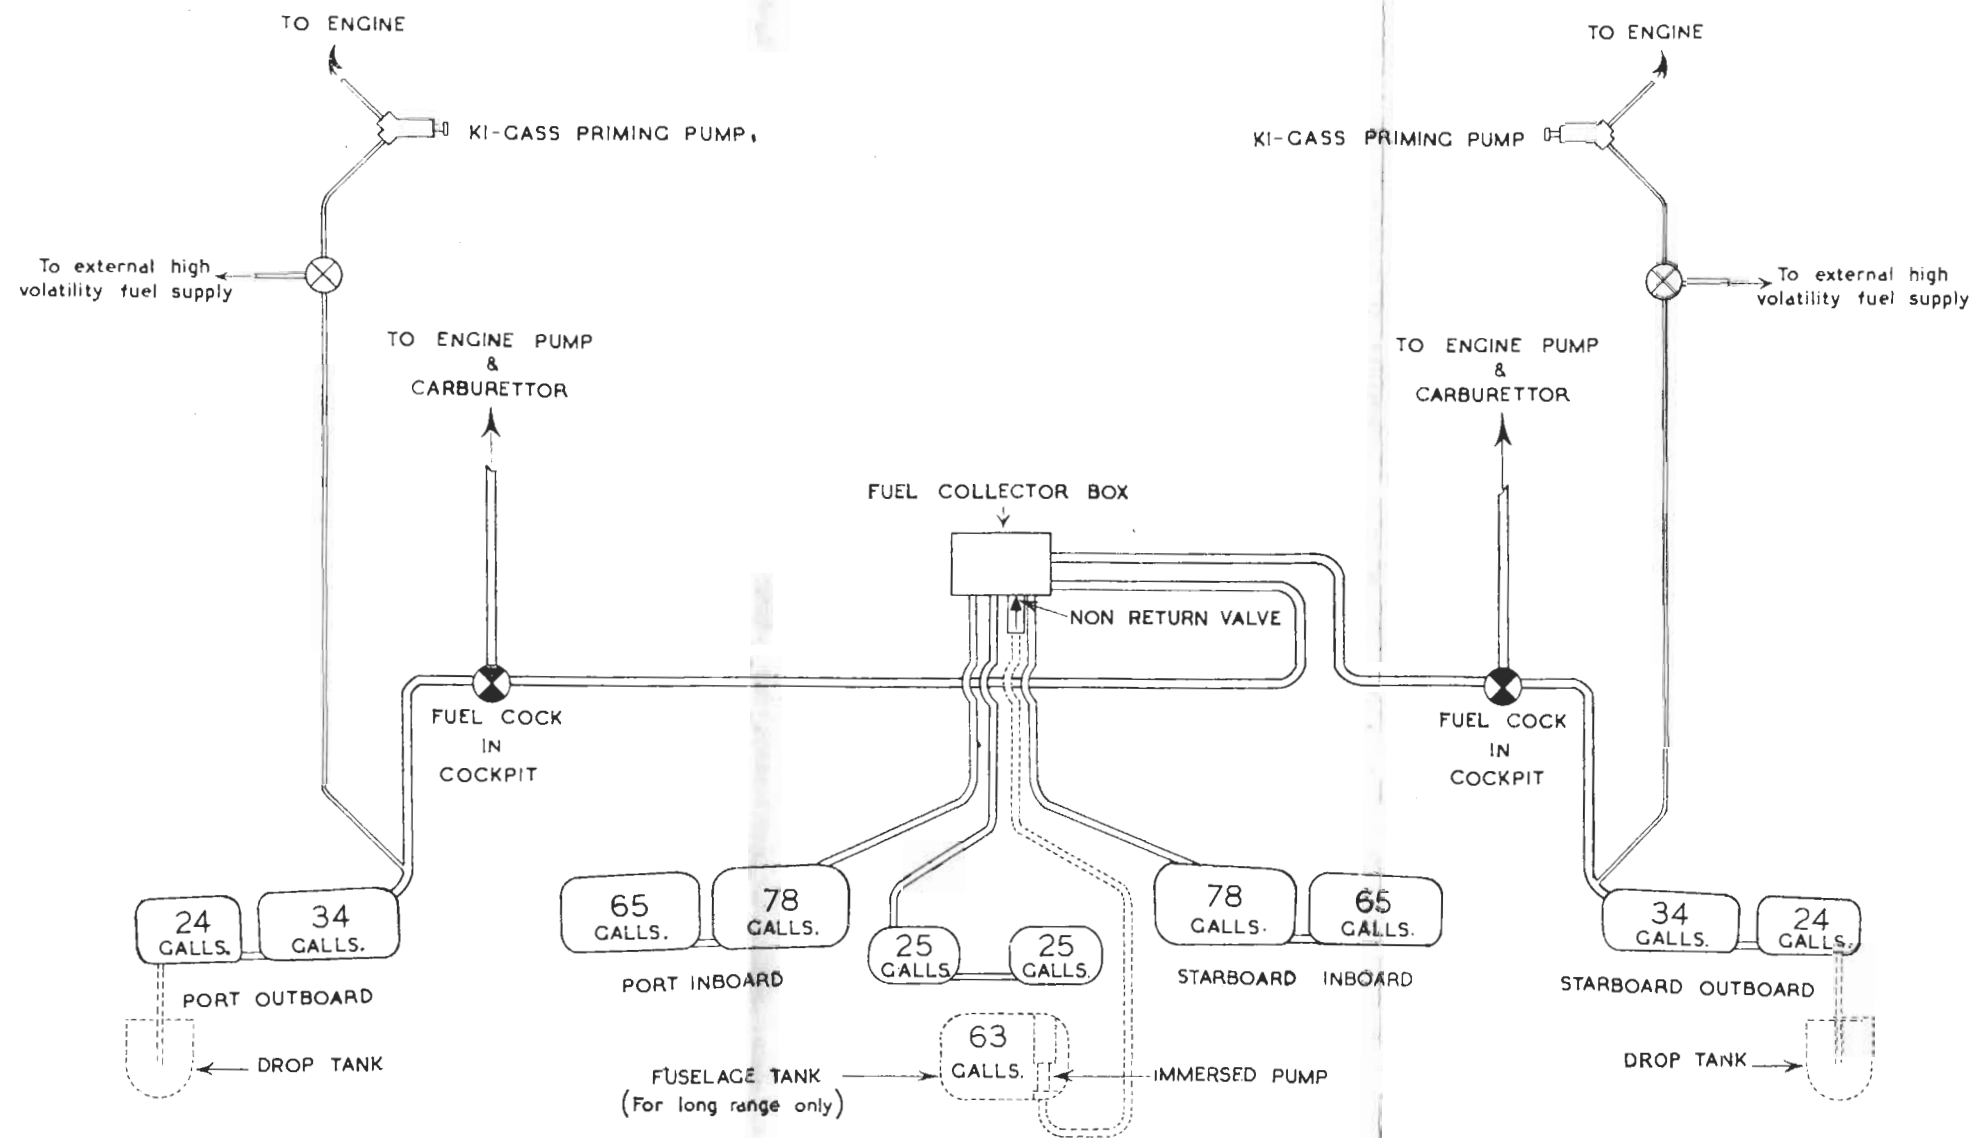 TO ENGINE
TO ENGINE
KI-GASS PRIMING PUMP.
KI-GASS PRIMING PUMP
To external high
volatility fuel supply
To external high
volatility fuel supply
TO ENGINE PUMP
&
CARBURETTOR
TO ENGINE PUMP
&
CARBURETTOR
FUEL COLLECTOR BOX
NON RETURN VALVE
FUEL COCK
IN
COCKPIT
FUEL COCK
IN
COCKPIT
24
GALLS.
34
GALLS.
PORT OUTBOARD
65
GALLS.
78
GALLS.
PORT INBOARD
25
GALLS
25
GALLS.
78
GALLS.
65
GALLS.
STARBOARD INBOARD
34
GALLS.
24
GALLS.
STARBOARD OUTBOARD
DROP TANK
63
GALLS.
FUSELAGE TANK
(For long range only)
IMMERSED PUMP
DROP TANK